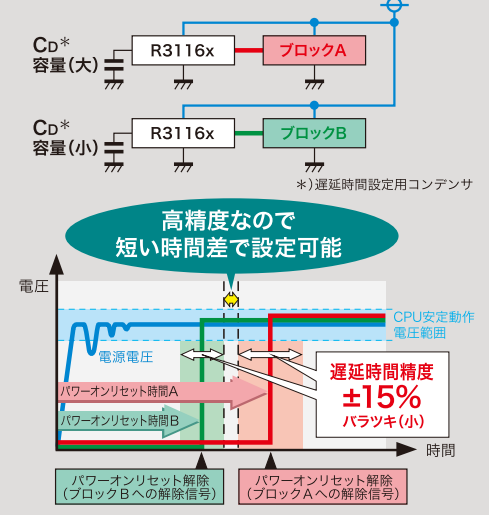 CD*
容量(大)
R3116x
ブロックA
CD*
容量(小)
R3116x
ブロックB
*)遅延時間設定用コンデンサ
高精度なので
短い時間差で設定可能
電圧
CPU安定動作
電圧範囲
電源電圧
遅延時間精度
±15%
バラツキ(小)
パワーオンリセット時間A
パワーオンリセット時間B
時間
パワーオンリセット解除
(ブロックBへの解除信号)
パワーオンリセット解除
(ブロックAへの解除信号)